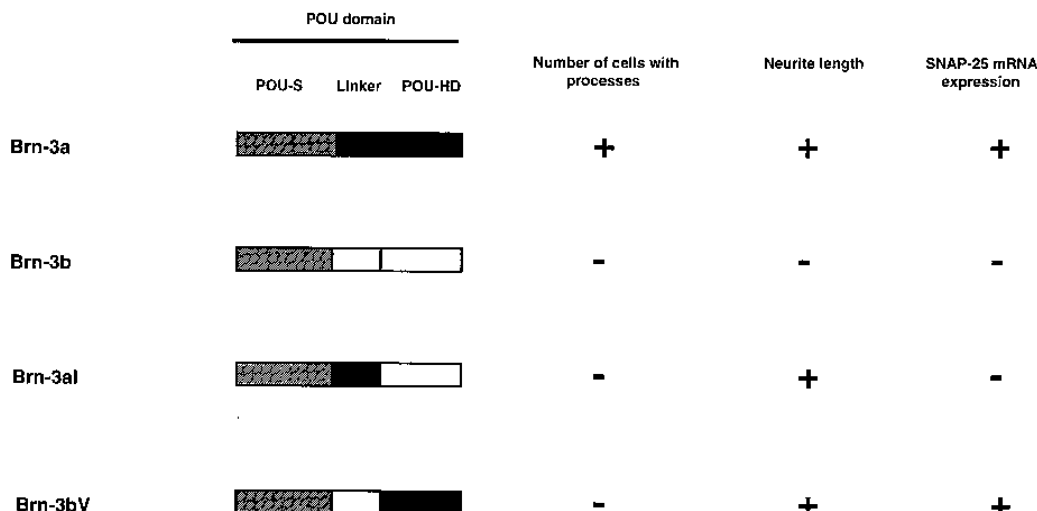 POU domain
Number of cells with
processes
Neurite length
SNAP-25 mRNA
expression
POU-S Linker POU-HD
Brn-3a + + +
Brn-3b - - -
Brn-3aI - + -
Brn-3bV - + +